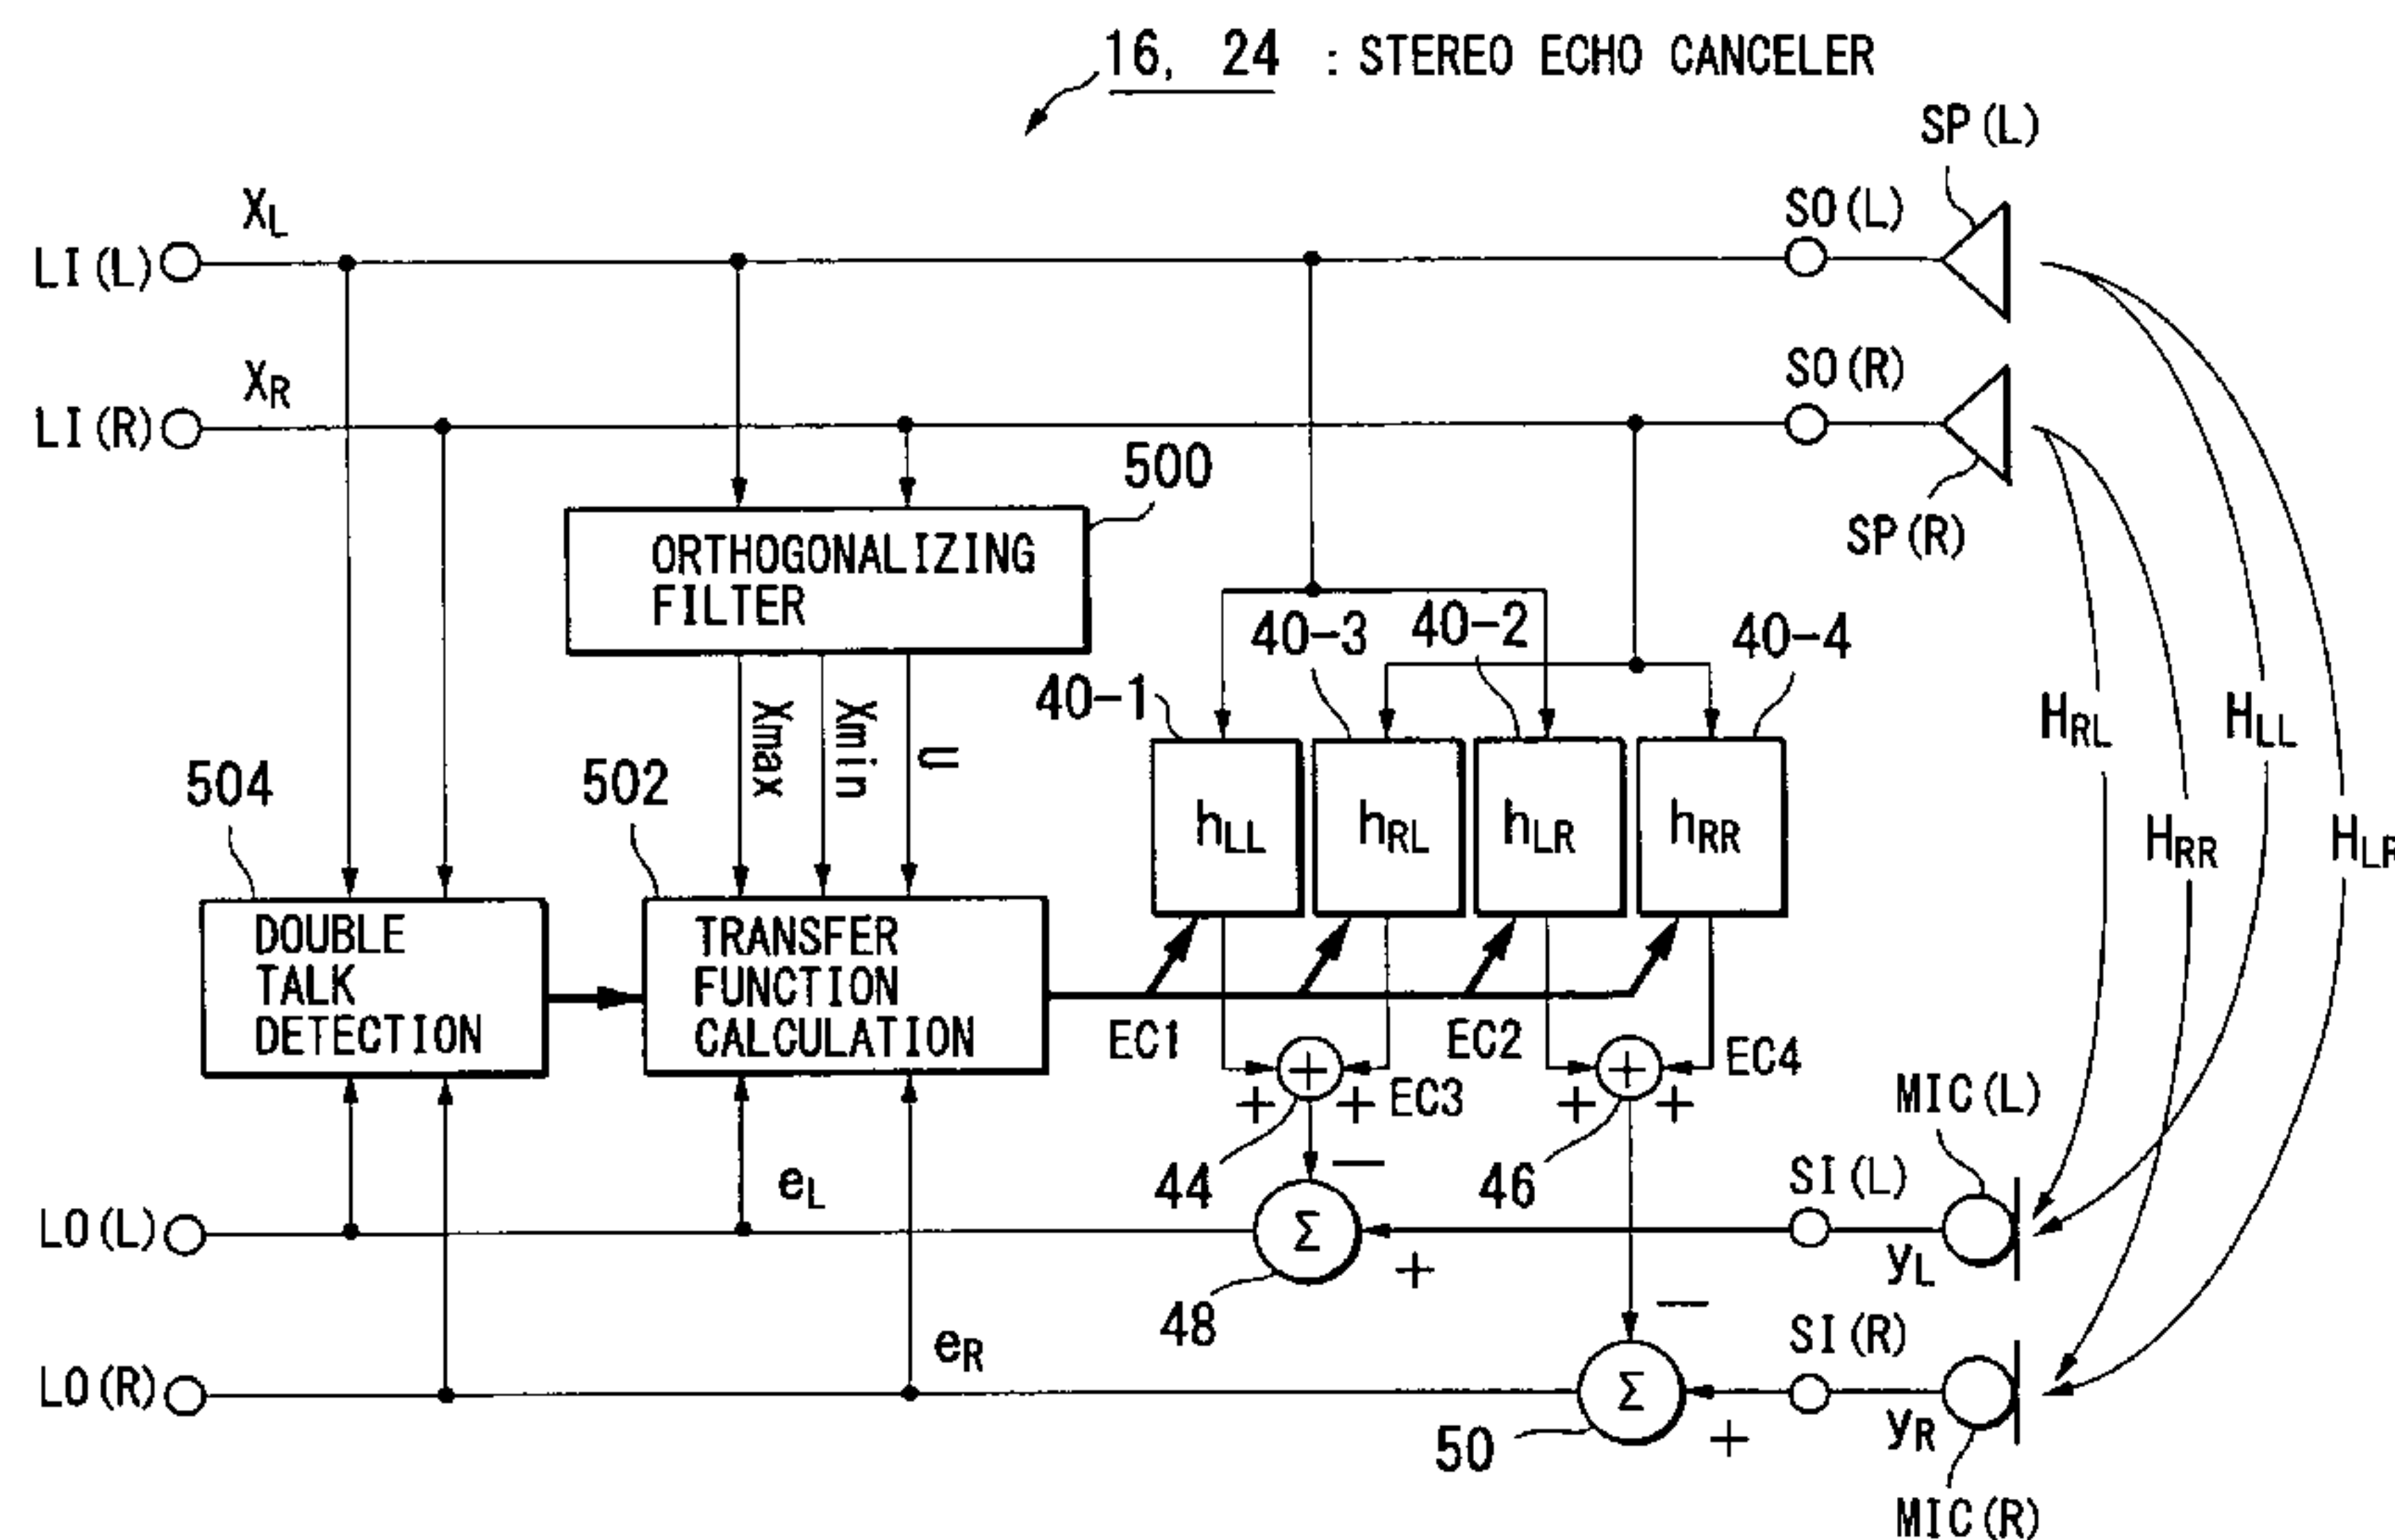 16, 24 : STEREO ECHO CANCELER
SP(L)
XL
SO(L)
LI(L)
XR
SO(R)
LI(R)
500
SP(R)
ORTHOGONALIZING
FILTER
40-3
40-2
40-4
40-1
Xmax
Xmin
U
HRL
HLL
504
502
hLL
hRL
hLR
hRR
HRR
HLR
DOUBLE
TALK
DETECTION
TRANSFER
FUNCTION
CALCULATION
EC1
+
EC2
+
EC4
+ + EC3
+ +
MIC(L)
44
−
46
SI(L)
eL
LO(L)
Σ
+
yL
48
−
SI(R)
eR
LO(R)
Σ
+
yR
50
MIC(R)